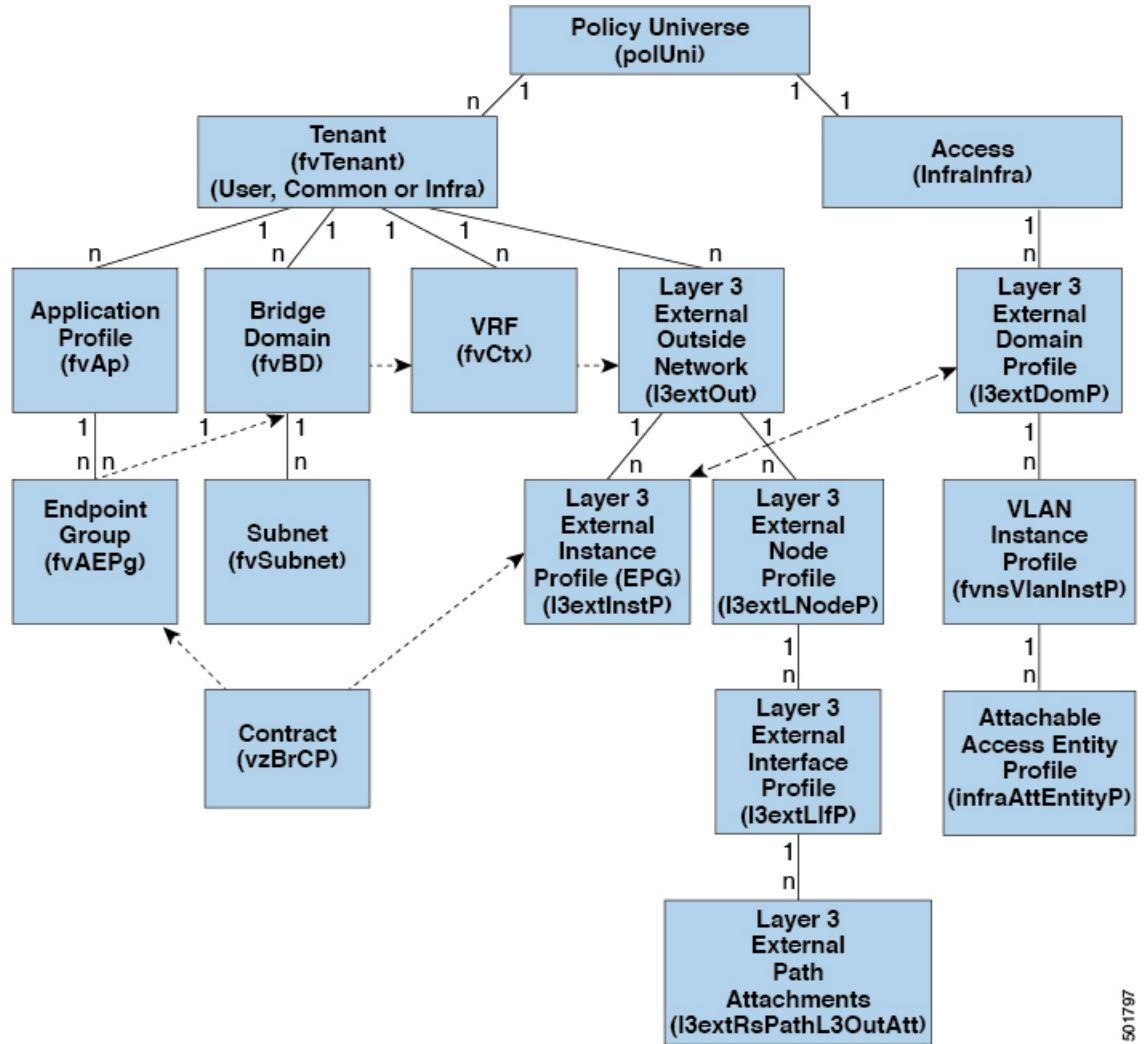 Policy Universe
(polUni)
n
1
1
1
Tenant
(fvTenant)
(User, Common or Infra)
Access
(InfraInfra)
1
1
1
1
n
n
n
n
1
n
Application
Profile
(fvAp)
Bridge
Domain
(fvBD)
VRF
(fvCtx)
Layer 3
External
Outside
Network
(l3extOut)
Layer 3
External
Domain
Profile
(l3extDomP)
1
n
n
1
1
n
1
n
1
n
1
n
Endpoint
Group
(fvAEPg)
Subnet
(fvSubnet)
Layer 3
External
Instance
Profile (EPG)
(l3extInstP)
Layer 3
External
Node
Profile
(l3extLNodeP)
VLAN
Instance
Profile
(fvnsVlanInstP)
1
n
1
n
Contract
(vzBrCP)
Layer 3
External
Interface
Profile
(l3extLIfP)
Attachable
Access Entity
Profile
(infraAttEntityP)
1
n
Layer 3
External
Path
Attachments
(l3extRsPathL3OutAtt)
501797